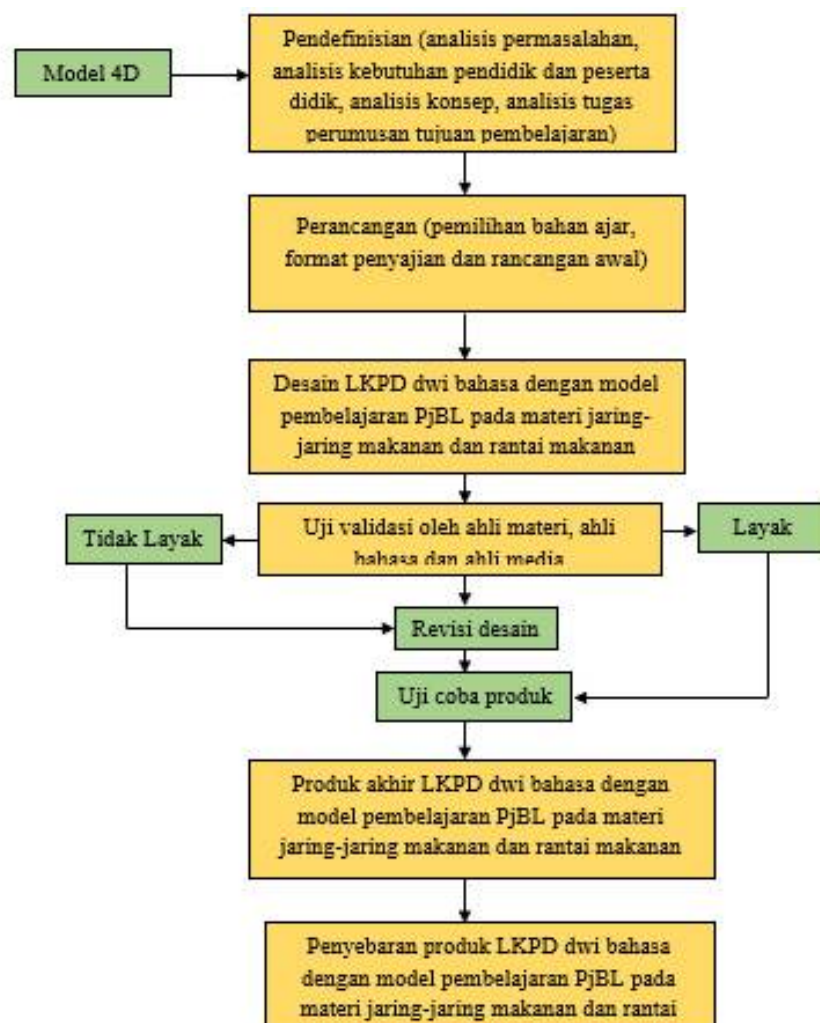 Model 4D
Pendefinisian (analisis permasalahan,
analisis kebutuhan pendidik dan peserta
didik, analisis konsep, analisis tugas
perumusan tujuan pembelajaran)
Perancangan (pemilihan bahan ajar,
format penyajian dan rancangan awal)
Desain LKPD dwi bahasa dengan model
pembelajaran PjBL pada materi jaring-
jaring makanan dan rantai makanan
Tidak Layak
Uji validasi oleh ahli materi, ahli
bahasa dan ahli media
Layak
Revisi desain
Uji coba produk
Produk akhir LKPD dwi bahasa dengan
model pembelajaran PjBL pada materi
jaring-jaring makanan dan rantai makanan
Penyebaran produk LKPD dwi bahasa
dengan model pembelajaran PjBL pada
materi jaring-jaring makanan dan rantai